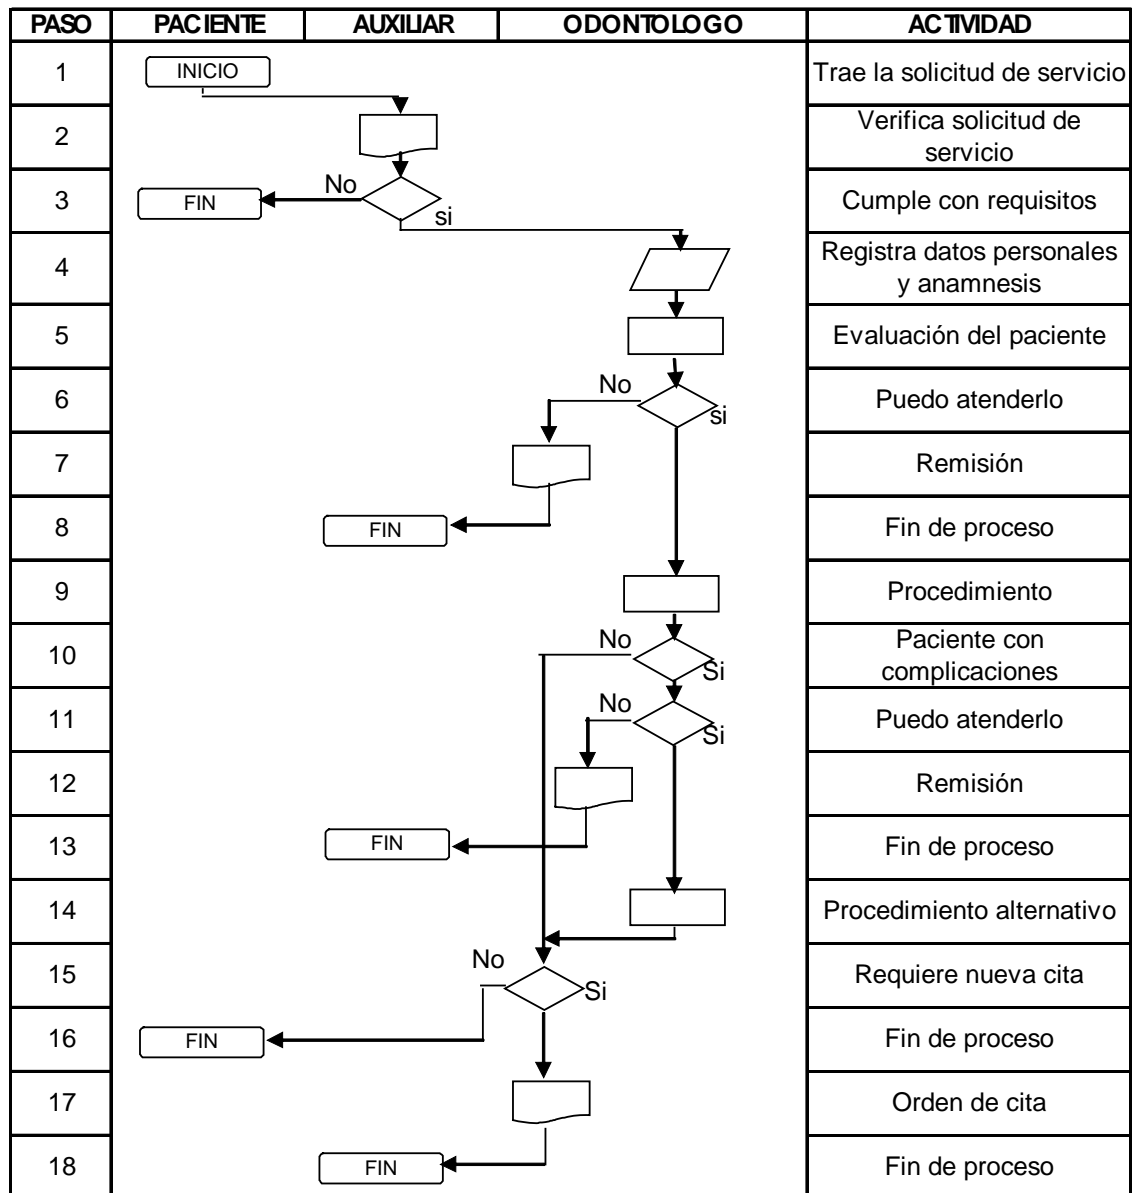 PASO PACIENTE AUXILIAR ODONTOLOGO ACTIVIDAD
1 INICIO Trae la solicitud de servicio
2 Verifica solicitud de
servicio
3 FIN No si Cumple con requisitos
4 Registra datos personales
y anamnesis
5 Evaluación del paciente
6 No si Puedo atenderlo
7 Remisión
8 FIN Fin de proceso
9 Procedimiento
10 No Si Paciente con
complicaciones
11 No Si Puedo atenderlo
12 Remisión
13 FIN Fin de proceso
14 Procedimiento alternativo
15 No Si Requiere nueva cita
16 FIN Fin de proceso
17 Orden de cita
18 FIN Fin de proceso